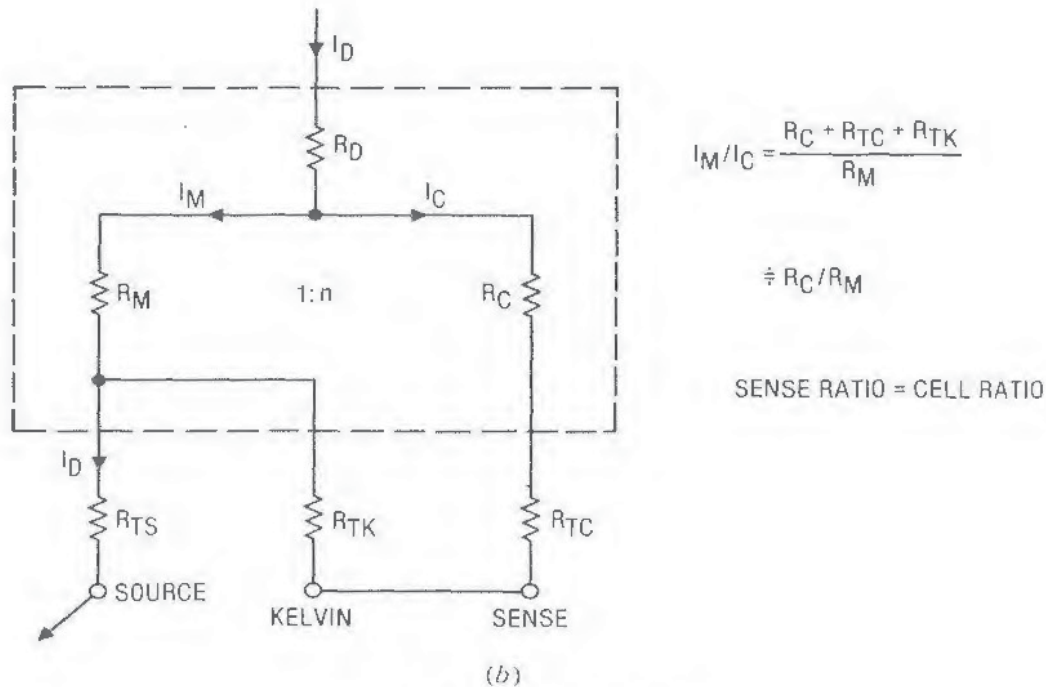 I_D
R_D
I_M
I_C
R_M
1:n
R_C
I_D
R_TS
R_TK
R_TC
SOURCE
KELVIN
SENSE
I_M/I_C = (R_C + R_TC + R_TK)/R_M
≑ R_C/R_M
SENSE RATIO = CELL RATIO
(b)